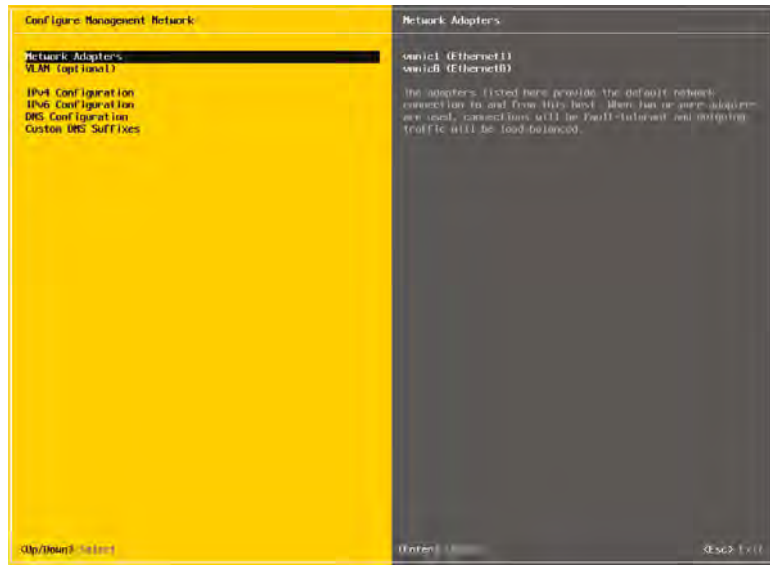 Configure Management Network
Network Adapters
Network Adapters
VLAN (optional)
IPv4 Configuration
IPv6 Configuration
DNS Configuration
Custom DNS Suffixes
vmnic1 (Ethernet1)
vmnic8 (Ethernet8)
The adapters listed here provide the default network
connection to and from this host. When two or more adapters
are used, connections will be fault-tolerant and outgoing
traffic will be load-balanced.
<Up/Down> Select
<Enter>
<Esc> Exit